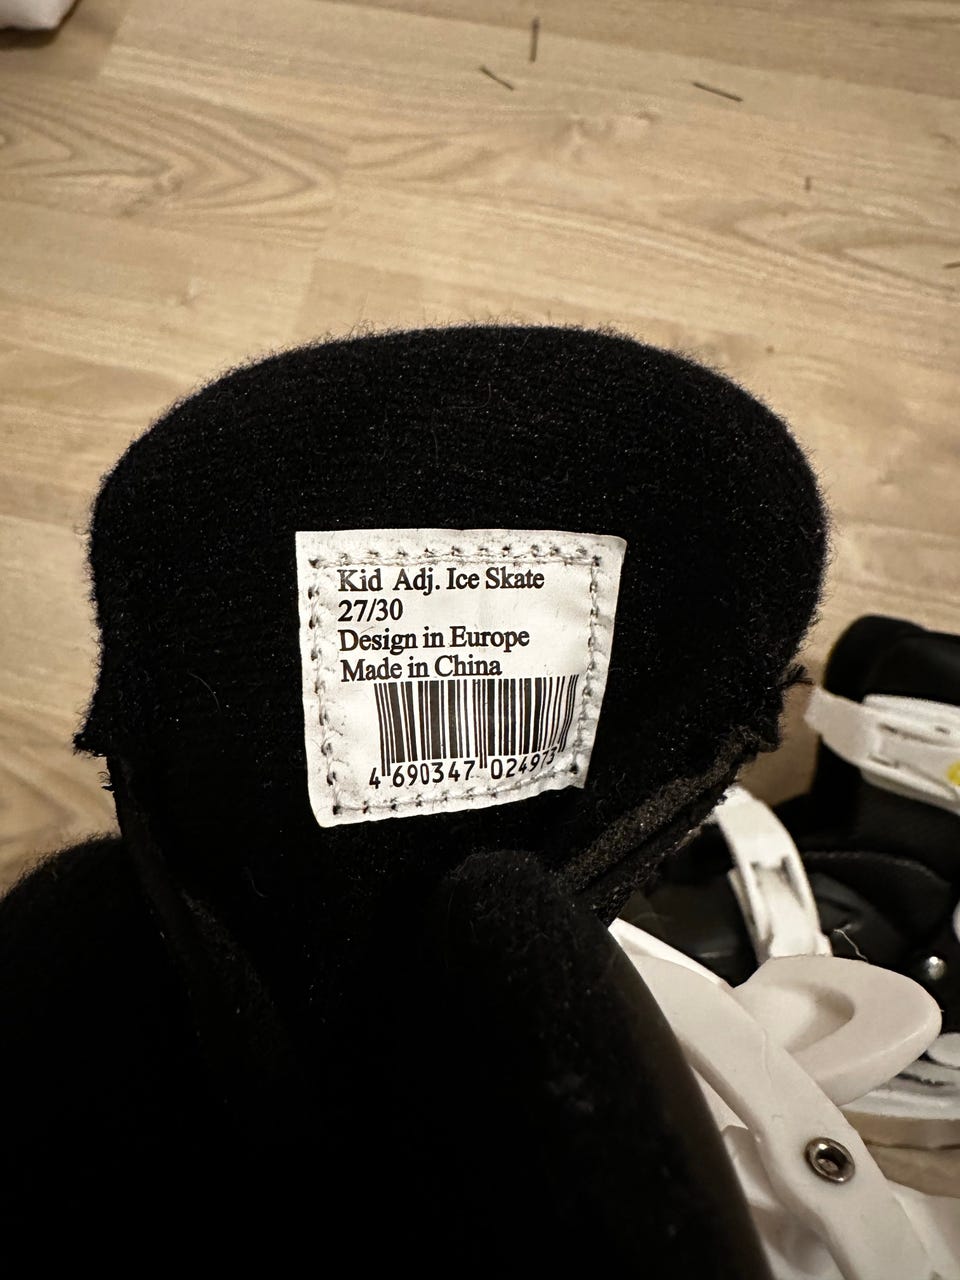 Kid Adj. Ice Skate
27/30
Design in Europe
Made in China
4 690347 024973